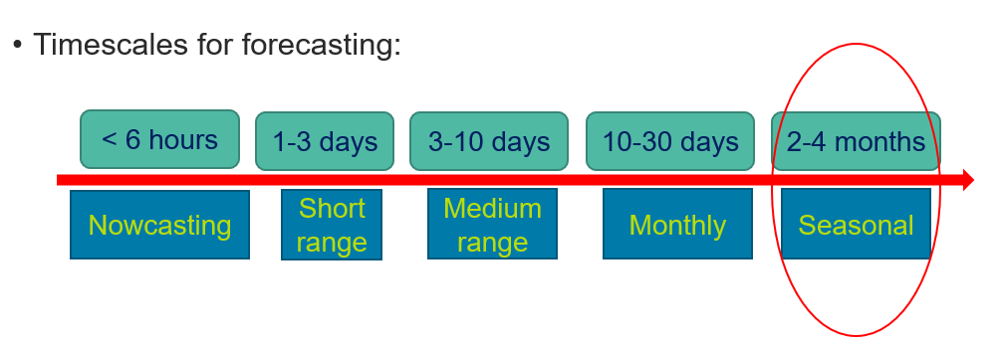 • Timescales for forecasting:
< 6 hours
1-3 days
3-10 days
10-30 days
2-4 months
Nowcasting
Short
range
Medium
range
Monthly
Seasonal